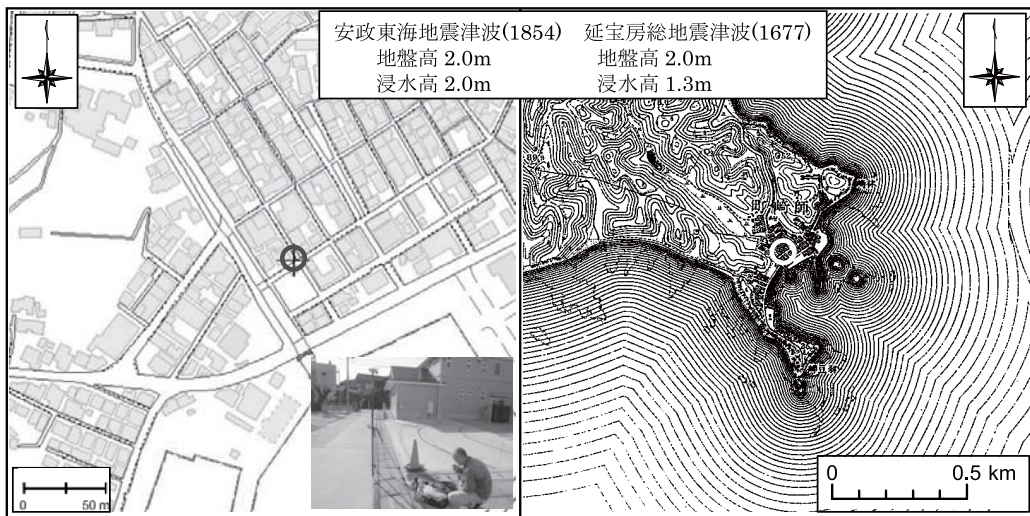 安政東海地震津波(1854) 延宝房総地震津波(1677)
地盤高 2.0m 地盤高 2.0m
浸水高 2.0m 浸水高 1.3m
0 50 m
0 0.5 km